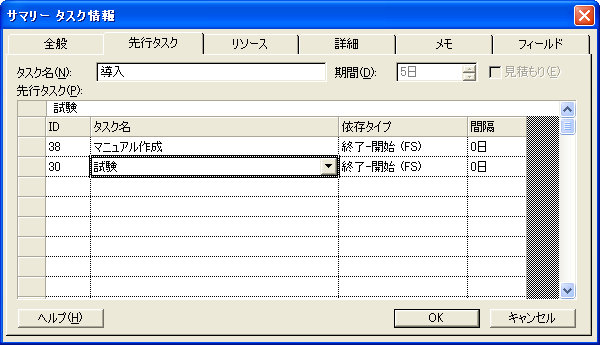 サマリー タスク情報
全般 先行タスク リソース 詳細 メモ フィールド
タスク名(N): 導入 期間(D): 5日 見積もり(E)
先行タスク(P):
試験
ID タスク名 依存タイプ 間隔
38 マニュアル作成 終了-開始 (FS) 0日
30 試験 終了-開始 (FS) 0日
ヘルプ(H) OK キャンセル